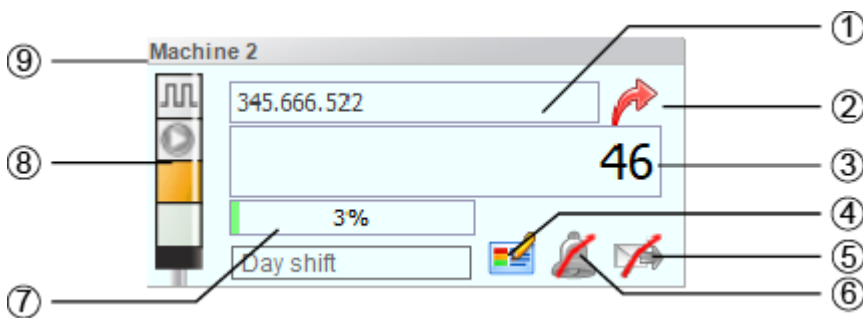 ①
⑨ Machine 2
345.666.522 ②
⑧ 46 ③
3% ④
Day shift ⑤
⑦ ⑥